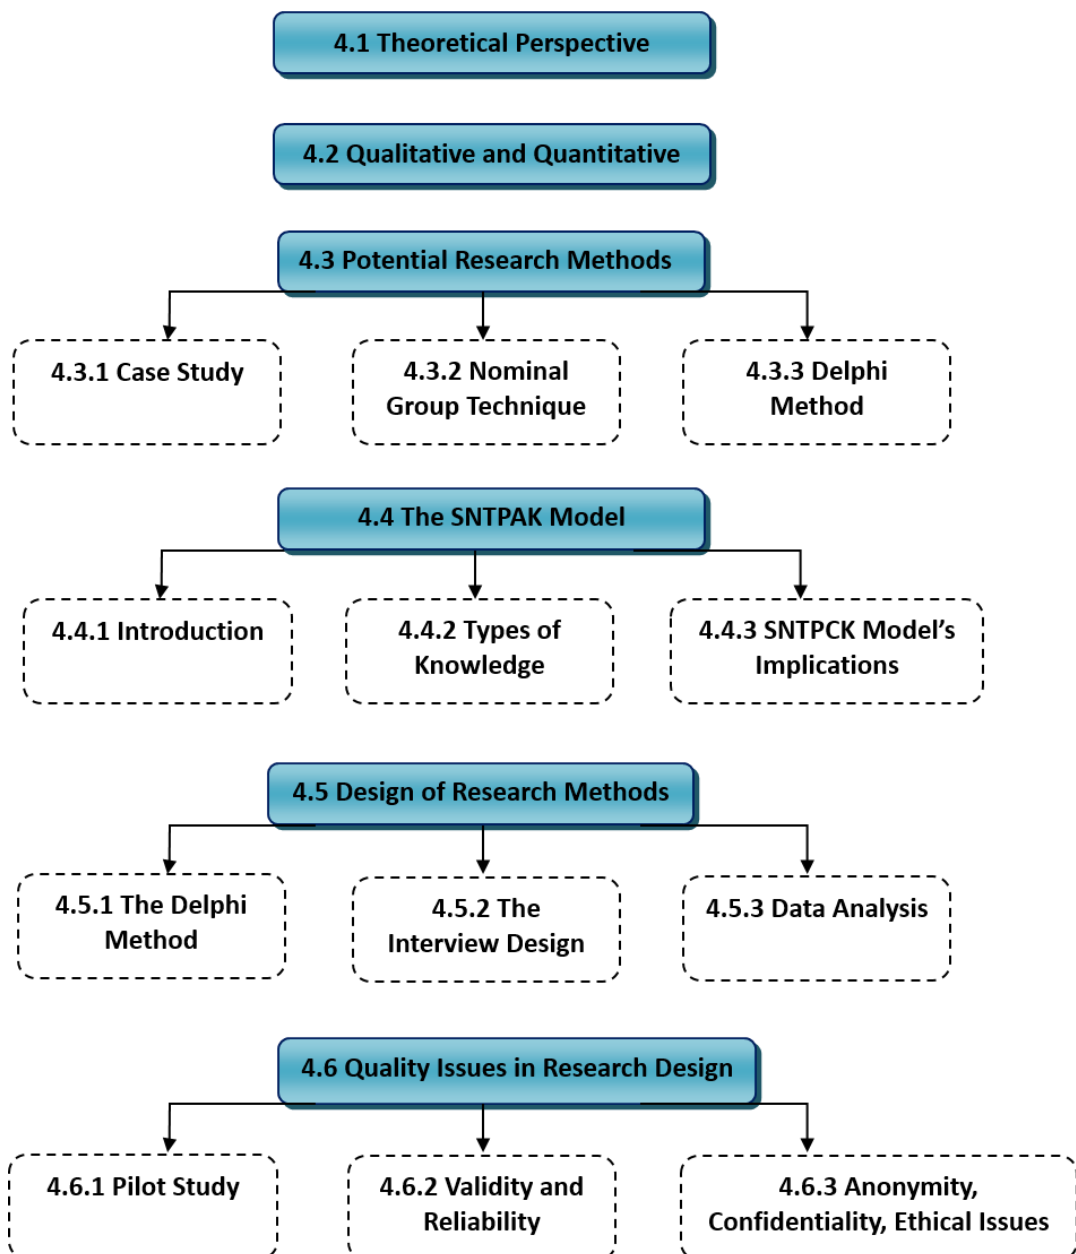 4.1 Theoretical Perspective
4.2 Qualitative and Quantitative
4.3 Potential Research Methods
4.3.1 Case Study
4.3.2 Nominal
Group Technique
4.3.3 Delphi
Method
4.4 The SNTPAK Model
4.4.1 Introduction
4.4.2 Types of
Knowledge
4.4.3 SNTPCK Model’s
Implications
4.5 Design of Research Methods
4.5.1 The Delphi
Method
4.5.2 The
Interview Design
4.5.3 Data Analysis
4.6 Quality Issues in Research Design
4.6.1 Pilot Study
4.6.2 Validity and
Reliability
4.6.3 Anonymity,
Confidentiality, Ethical Issues